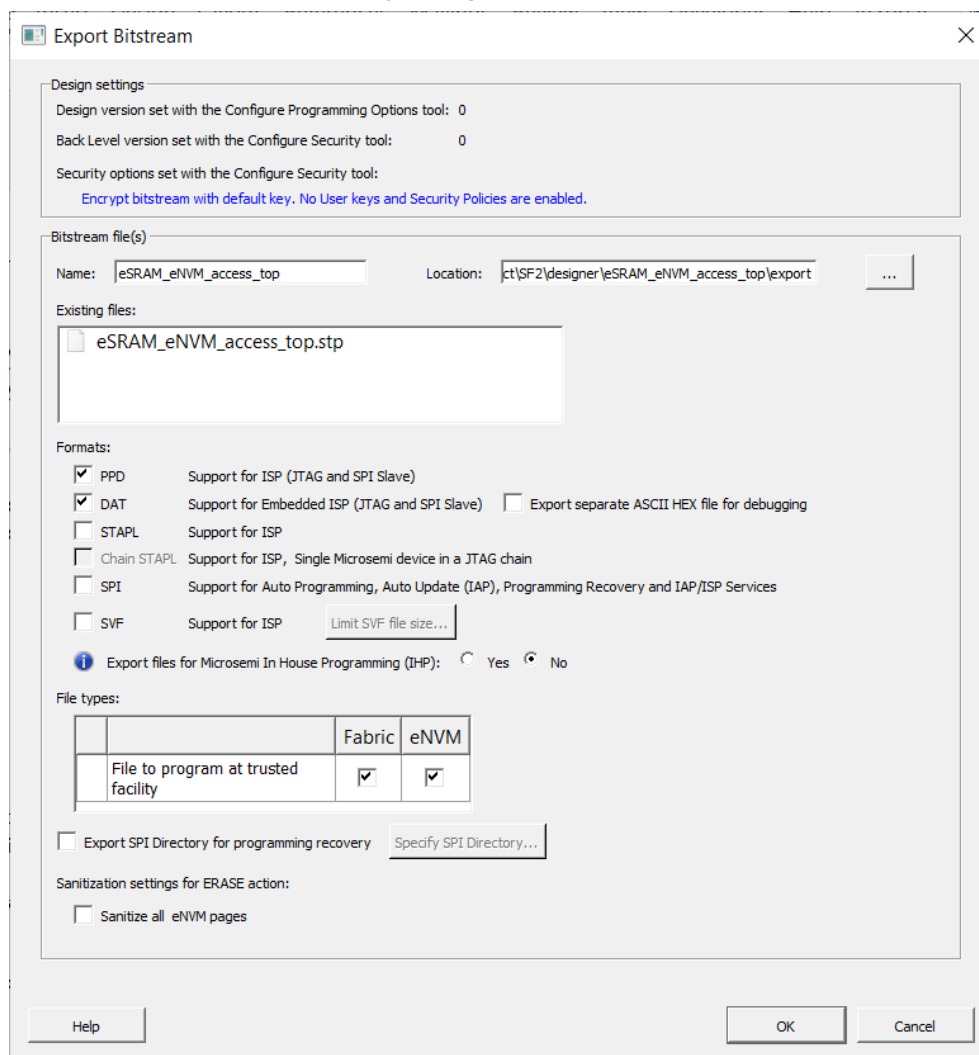 Export Bitstream
Design settings
Design version set with the Configure Programming Options tool: 0
Back Level version set with the Configure Security tool: 0
Security options set with the Configure Security tool:
Encrypt bitstream with default key. No User keys and Security Policies are enabled.
Bitstream file(s)
Name: eSRAM_eNVM_access_top Location: ct\SF2\designer\eSRAM_eNVM_access_top\export ...
Existing files:
eSRAM_eNVM_access_top.stp
Formats:
PPD Support for ISP (JTAG and SPI Slave)
DAT Support for Embedded ISP (JTAG and SPI Slave) Export separate ASCII HEX file for debugging
STAPL Support for ISP
Chain STAPL Support for ISP, Single Microsemi device in a JTAG chain
SPI Support for Auto Programming, Auto Update (IAP), Programming Recovery and IAP/ISP Services
SVF Support for ISP Limit SVF file size...
Export files for Microsemi In House Programming (IHP): Yes No
File types:
Fabric eNVM
File to program at trusted
facility
Export SPI Directory for programming recovery Specify SPI Directory...
Sanitization settings for ERASE action:
Sanitize all eNVM pages
Help OK Cancel